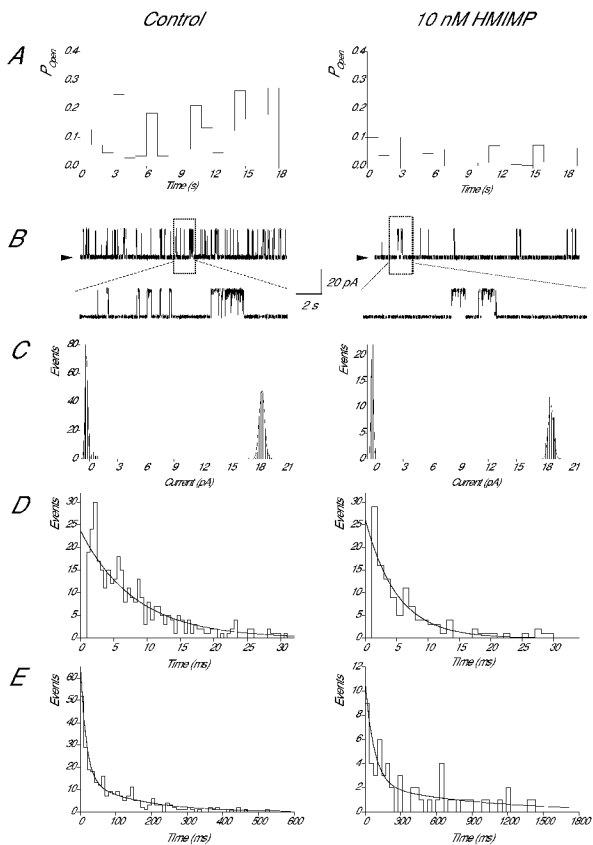 Control
10 nM HMIMP
A
P Open
0.4
0.3
0.2
0.1
0.0
0 3 6 9 12 15 18
Time (s)
P Open
0.4
0.3
0.2
0.1
0.0
0 3 6 9 12 15 18
Time (s)
B
20 pA
2 s
C
Events
80
60
40
20
0
0 3 6 9 12 15 18 21
Current (pA)
Events
20
15
10
5
0
0 3 6 9 12 15 18 21
Current (pA)
D
Events
30
25
20
15
10
5
0
0 5 10 15 20 25 30
Time (ms)
Events
30
25
20
15
10
5
0
0 5 10 15 20 25 30
Time (ms)
E
Events
60
50
40
30
20
10
0
0 100 200 300 400 500 600
Time (ms)
Events
12
10
8
6
4
2
0
0 300 600 900 1200 1500 1800
Time (ms)